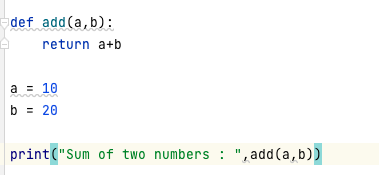 def add(a,b):
    return a+b
a = 10
b = 20
print("Sum of two numbers : ",add(a,b))